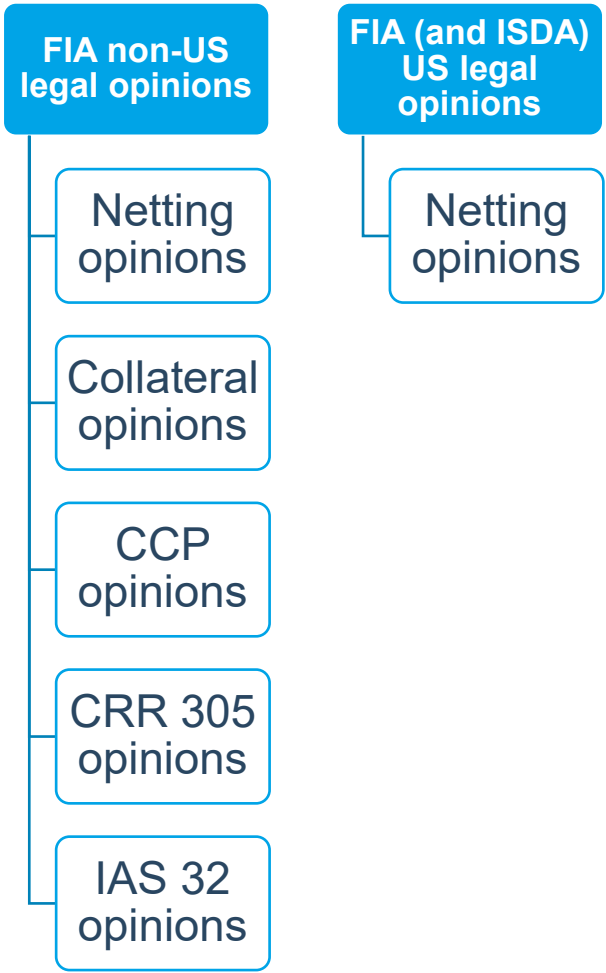 FIA non-US
legal opinions
Netting
opinions
Collateral
opinions
CCP
opinions
CRR 305
opinions
IAS 32
opinions
FIA (and ISDA)
US legal
opinions
Netting
opinions